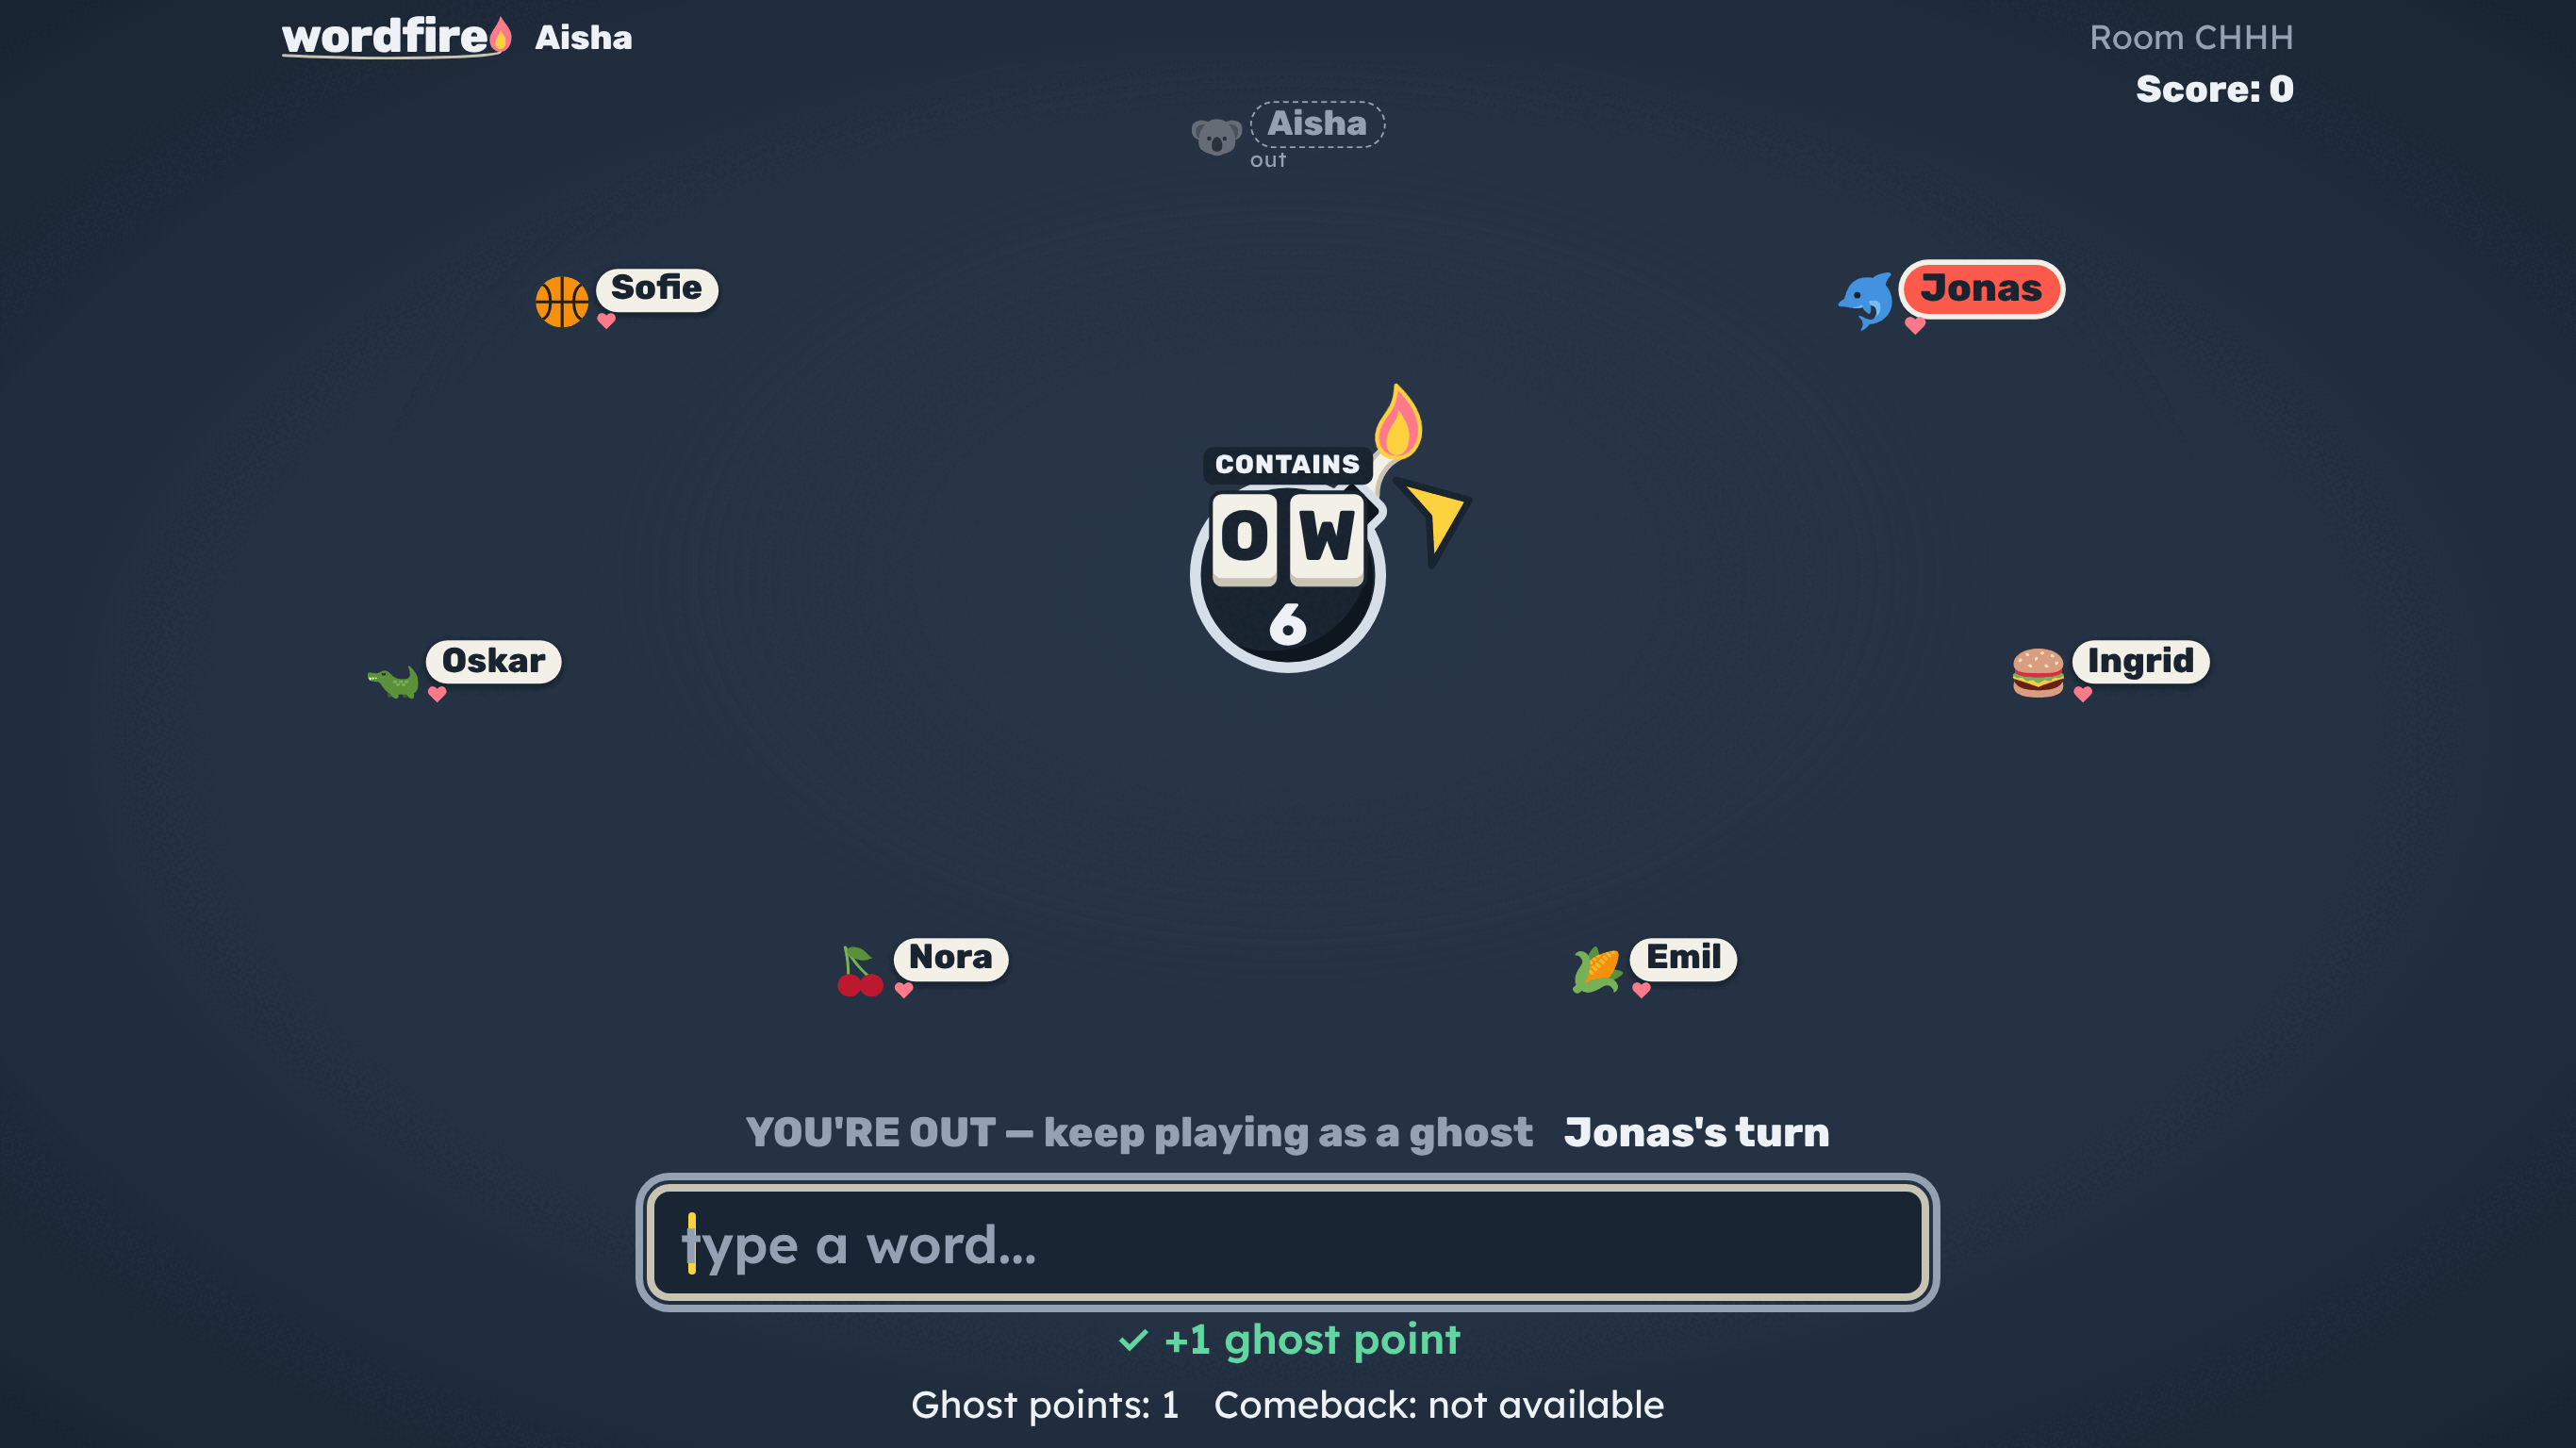 wordfire Aisha
Room CHHH
Score: 0
Aisha
out
Sofie
Jonas
CONTAINS
O W
6
Oskar
Ingrid
Nora
Emil
YOU'RE OUT — keep playing as a ghost Jonas's turn
type a word...
✓ +1 ghost point
Ghost points: 1 Comeback: not available